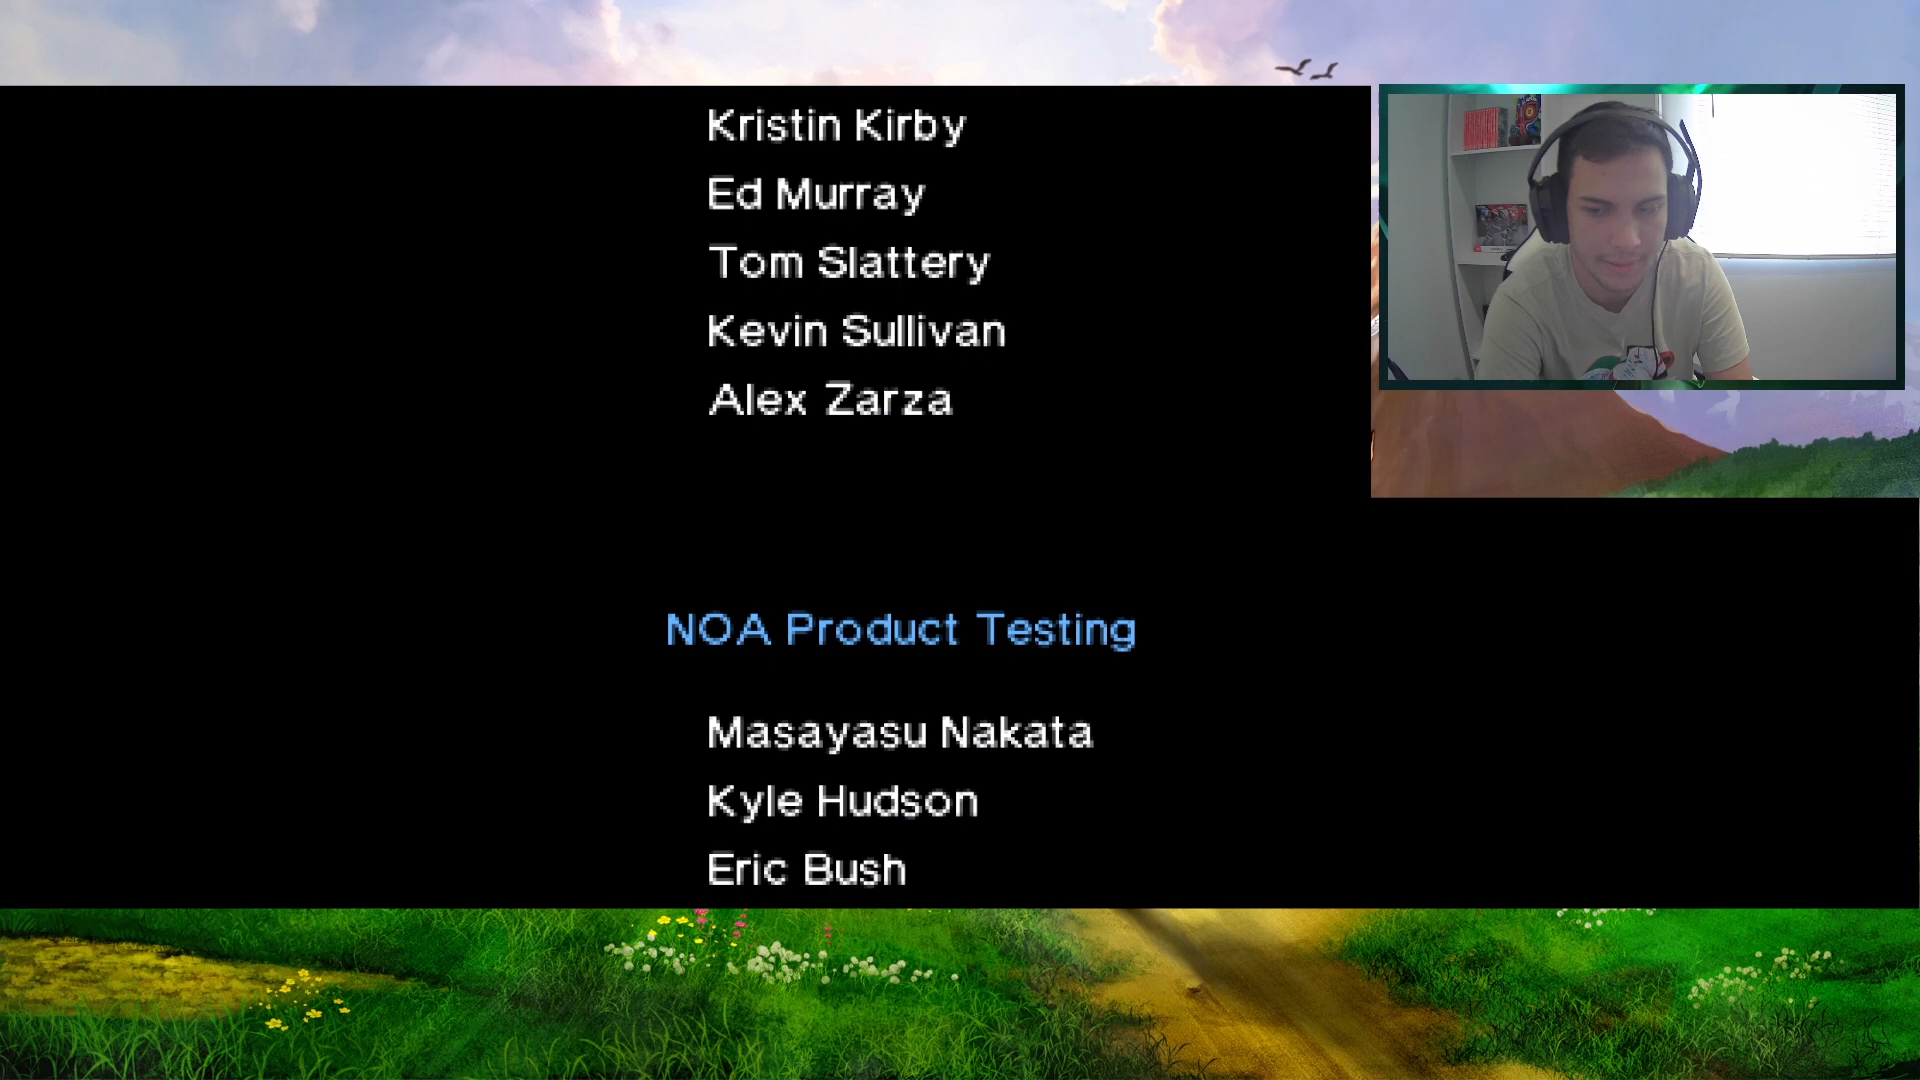 Kristin Kirby
Ed Murray
Tom Slattery
Kevin Sullivan
Alex Zarza
NOA Product Testing
Masayasu Nakata
Kyle Hudson
Eric Bush